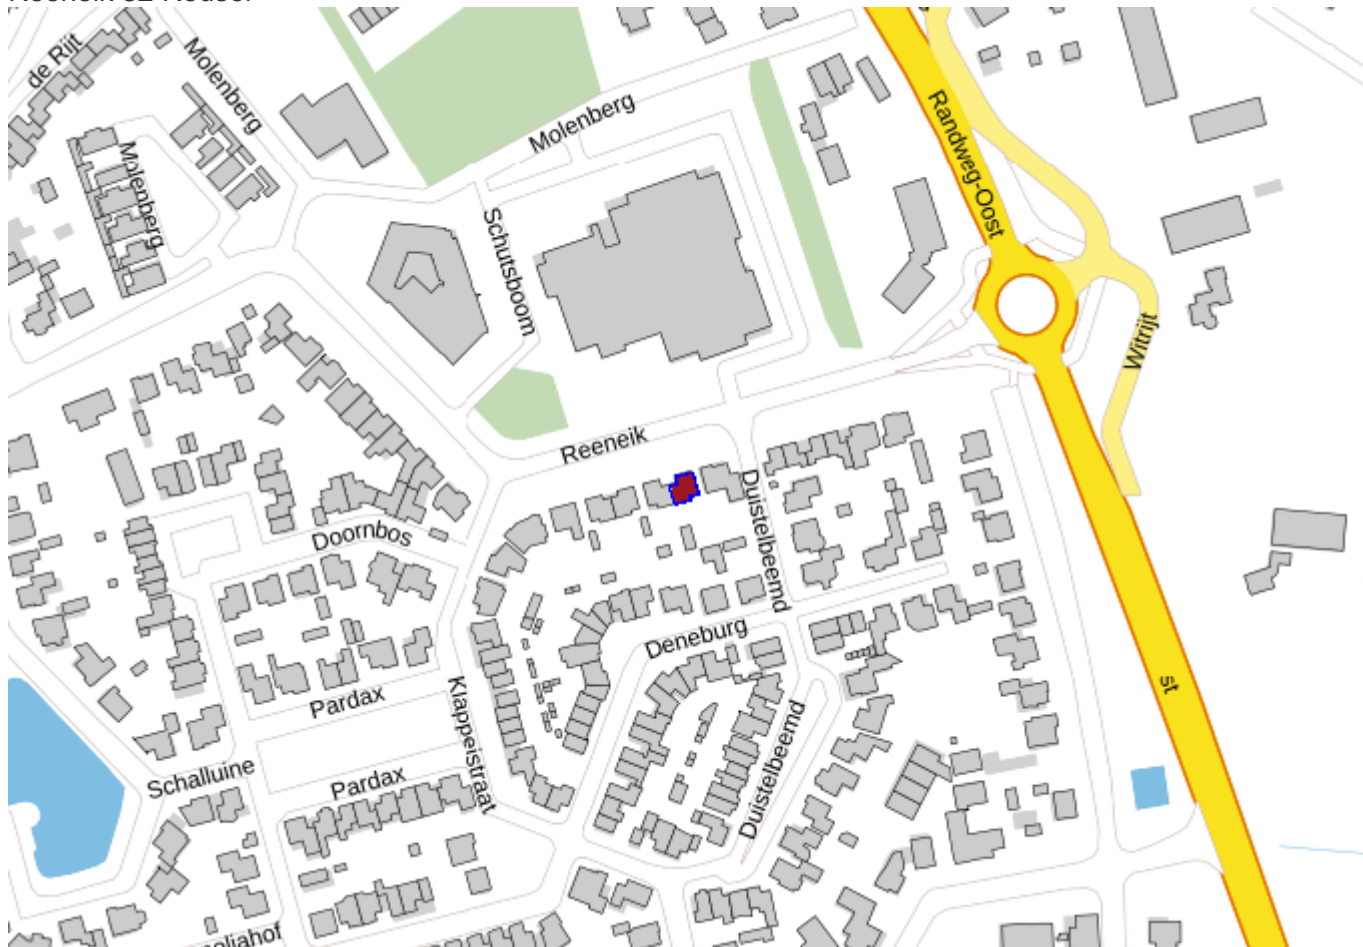 de Rijt
Molenberg
Molenberg
Molenberg
Randweg-Oost
Schutsboom
Witrijt
Reeneik
Duistelbeemd
Doornbos
Deneburg
Pardax
Klappeistraat
st
Duistelbeemd
Schalluine
Pardax